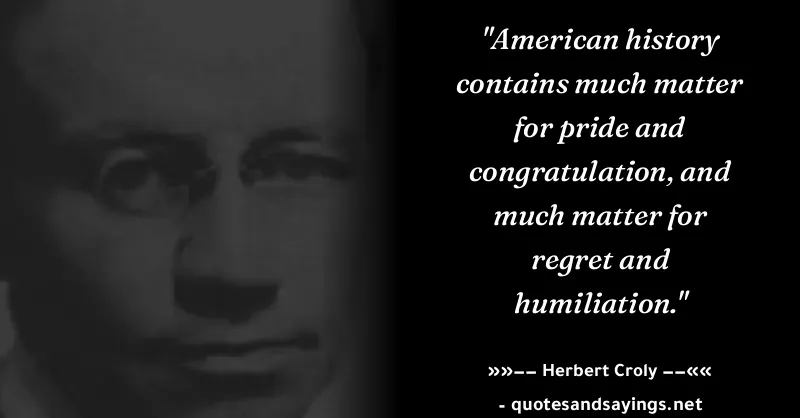 "American history
contains much matter
for pride and
congratulation, and
much matter for
regret and
humiliation."
»»–– Herbert Croly ––««
- quotesandsayings.net